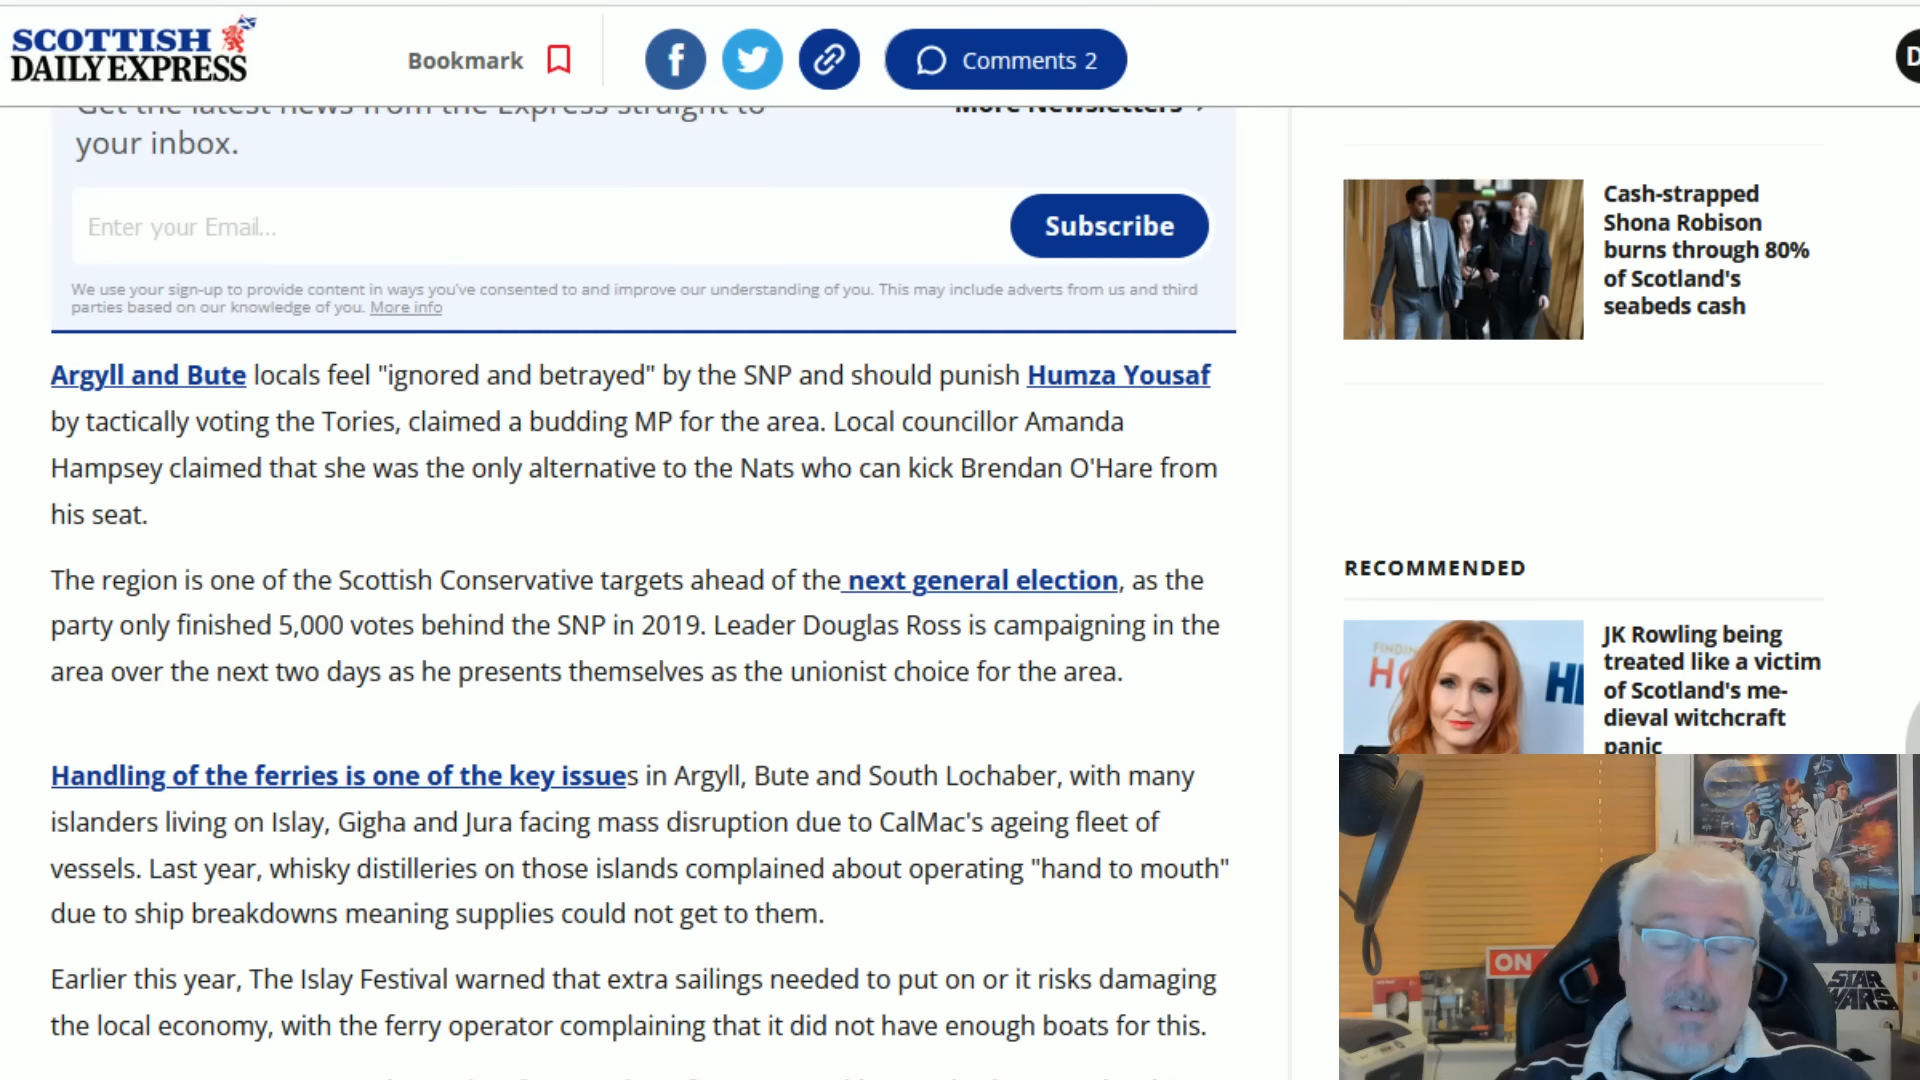 SCOTTISH
DAILY EXPRESS
Bookmark
Comments 2
D
Get the latest news from the Express straight to
your inbox.
More Newsletters
Enter your Email...
Subscribe
We use your sign-up to provide content in ways you've consented to and improve our understanding of you. This may include adverts from us and third
parties based on our knowledge of you. More info
Argyll and Bute locals feel "ignored and betrayed" by the SNP and should punish Humza Yousaf
by tactically voting the Tories, claimed a budding MP for the area. Local councillor Amanda
Hampsey claimed that she was the only alternative to the Nats who can kick Brendan O'Hare from
his seat.
The region is one of the Scottish Conservative targets ahead of the next general election, as the
party only finished 5,000 votes behind the SNP in 2019. Leader Douglas Ross is campaigning in the
area over the next two days as he presents themselves as the unionist choice for the area.
Handling of the ferries is one of the key issues in Argyll, Bute and South Lochaber, with many
islanders living on Islay, Gigha and Jura facing mass disruption due to CalMac's ageing fleet of
vessels. Last year, whisky distilleries on those islands complained about operating "hand to mouth"
due to ship breakdowns meaning supplies could not get to them.
Earlier this year, The Islay Festival warned that extra sailings needed to put on or it risks damaging
the local economy, with the ferry operator complaining that it did not have enough boats for this.
Cash-strapped
Shona Robison
burns through 80%
of Scotland's
seabeds cash
RECOMMENDED
FINDIN
JK Rowling being
treated like a victim
of Scotland's me-
dieval witchcraft
panic
ON
STAR
WARS